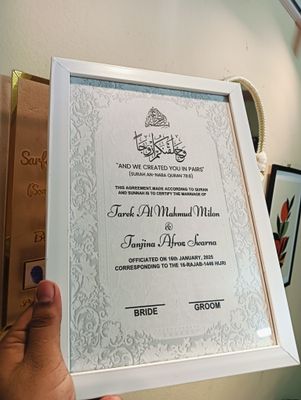 وخلقنكم أزوجا
"AND WE CREATED YOU IN PAIRS"
(SURAH AN-NABA QURAN 78:8)
THIS AGREEMENT MADE ACCORDING TO QURAN
AND SUNNAH IS TO CERTIFY THE MARRIAGE OF
Tarek Al Mahmud Milon
&
Tanjina Afroz Swarna
OFFICIATED ON 16th JANUARY, 2025
CORRESPONDING TO THE 16-RAJAB-1446 HIJRI
BRIDE
GROOM